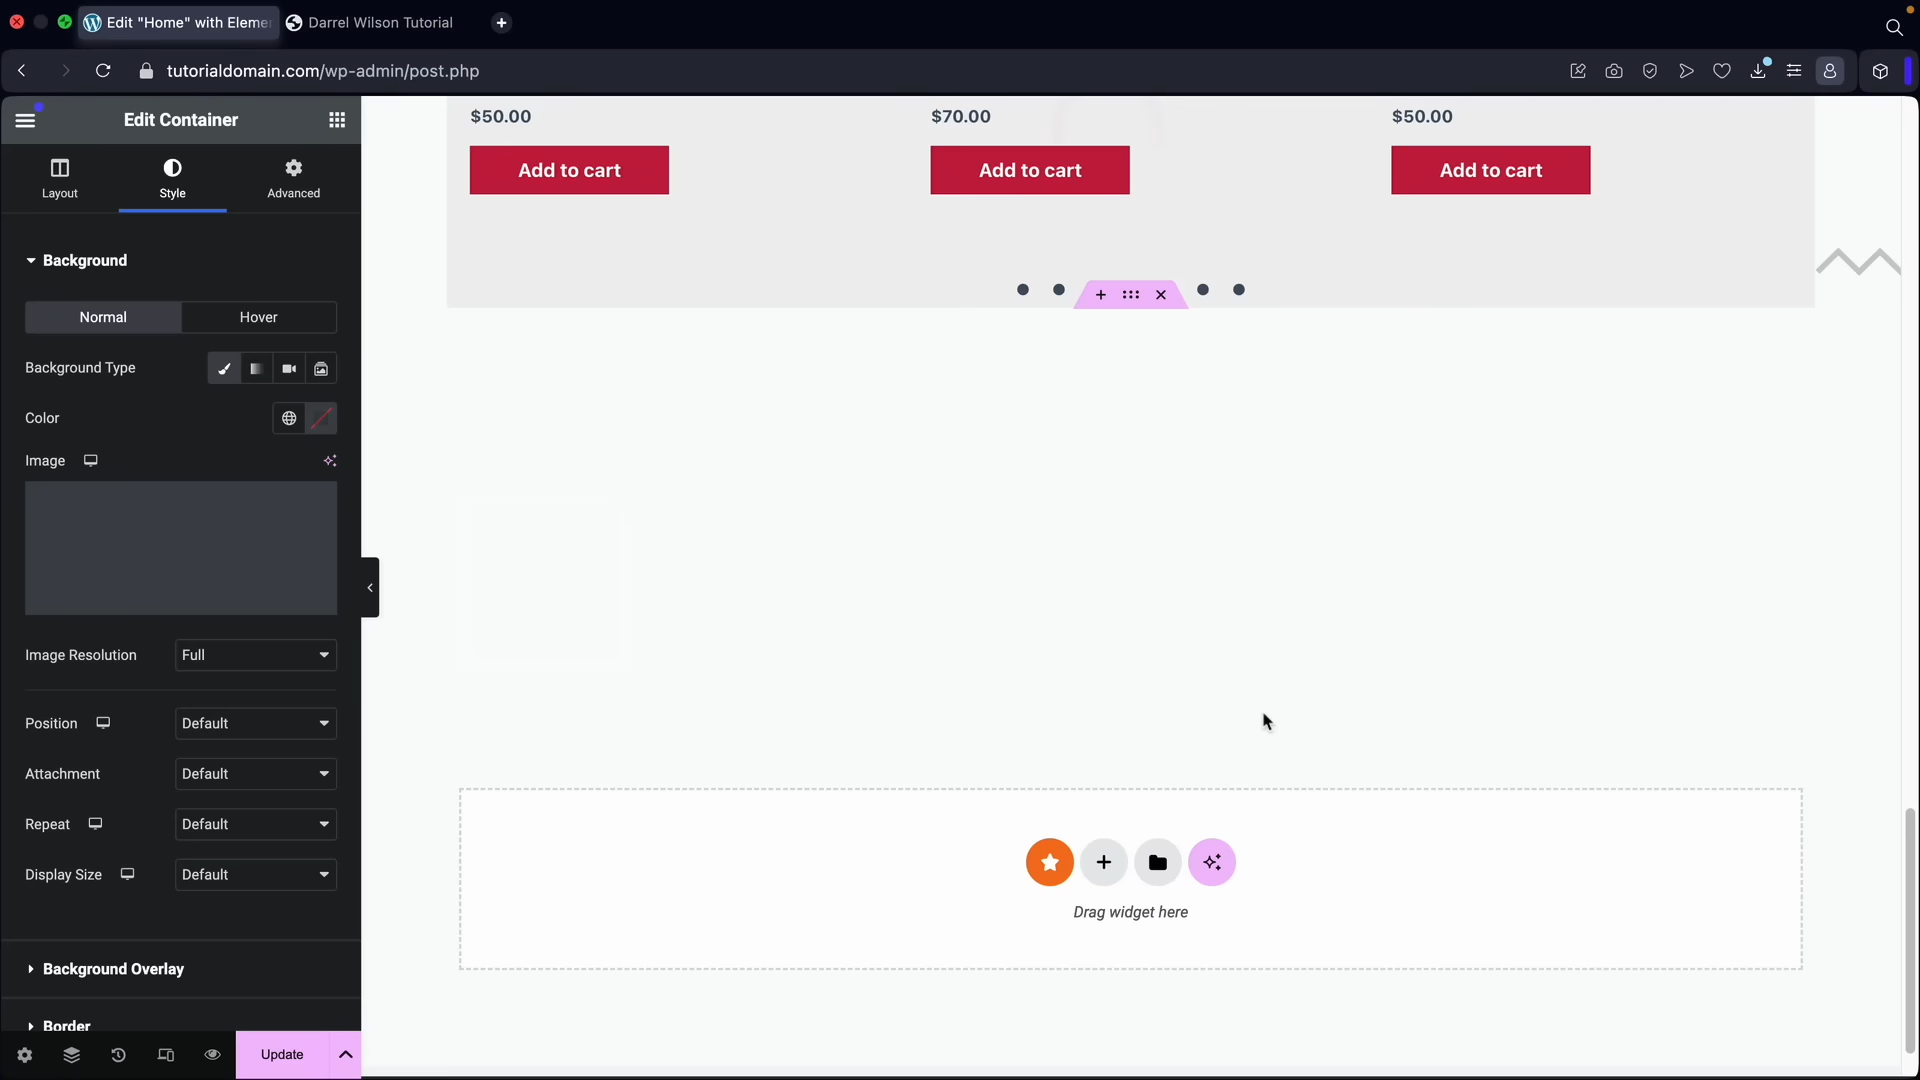 Edit "Home" with Eleme
Darrel Wilson Tutorial
tutorialdomain.com/wp-admin/post.php
Edit Container
Layout
Style
Advanced
Background
Normal
Hover
Background Type
Color
Image
Image Resolution
Full
Position
Default
Attachment
Default
Repeat
Default
Display Size
Default
Background Overlay
Border
Update
$50.00
$70.00
$50.00
Add to cart
Add to cart
Add to cart
Drag widget here